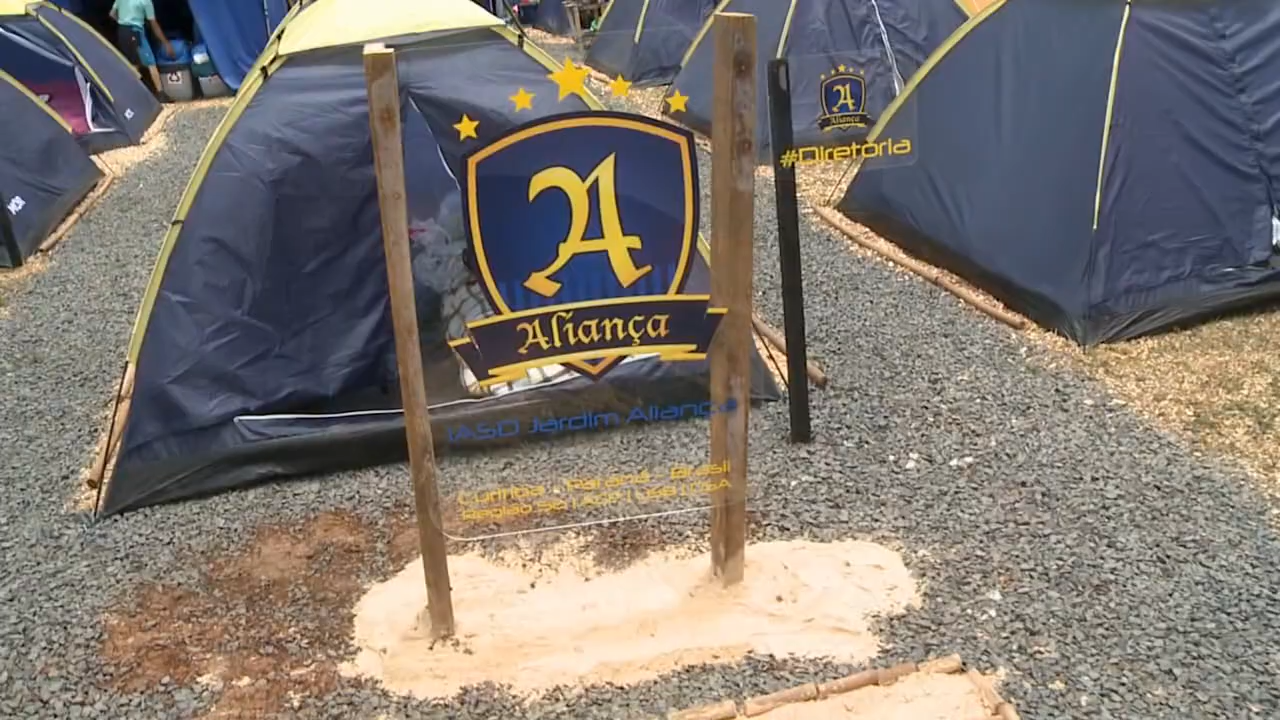 A
Aliança
IASD Jardim Aliança
Curitiba - Paraná - Brasil
A
Aliança
#Diretoria